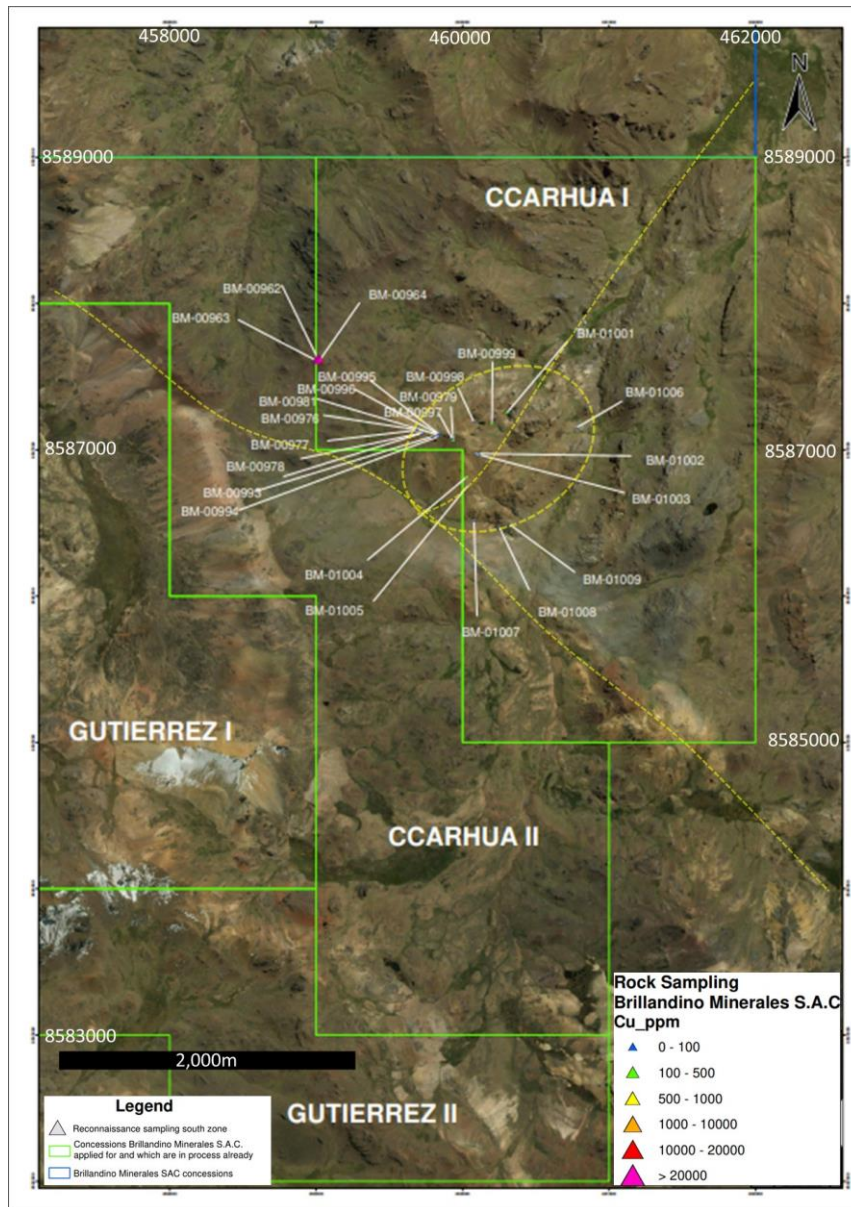 458000
460000
462000
N
8589000
8589000
CCARHUA I
BM-00962
BM-00964
BM-00963
BM-00999
BM-01001
BM-00995
BM-00998
BM-00996
BM-00979
BM-01006
BM-00981
BM-00997
BM-00976
BM-00977
8587000
8587000
BM-01002
BM-00978
BM-00993
BM-01003
BM-00994
BM-01004
BM-01009
BM-01005
BM-01008
BM-01007
GUTIERREZ I
8585000
CCARHUA II
8583000
2,000m
GUTIERREZ II
Rock Sampling
Brillandino Minerales S.A.C
Cu_ppm
0 - 100
100 - 500
500 - 1000
1000 - 10000
10000 - 20000
> 20000
Legend
Reconnaissance sampling south zone
Concessions Brillandino Minerales S.A.C.
applied for and which are in process already
Brillandino Minerales SAC concessions